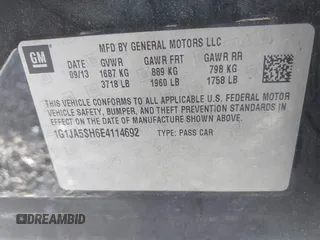 GM
MFD BY GENERAL MOTORS LLC
DATE GVWR GAWR FRT GAWR RR
09/13 1687 KG 889 KG 798 KG
3718 LB 1960 LB 1758 LB
THIS VEHICLE CONFORMS TO ALL APPLICABLE U.S. FEDERAL MOTOR
VEHICLE SAFETY, BUMPER, AND THEFT PREVENTION STANDARDS IN
EFFECT ON THE DATE OF MANUFACTURE SHOWN ABOVE.
1G1JA5SH6E4114692 TYPE: PASS CAR
DREAMBID